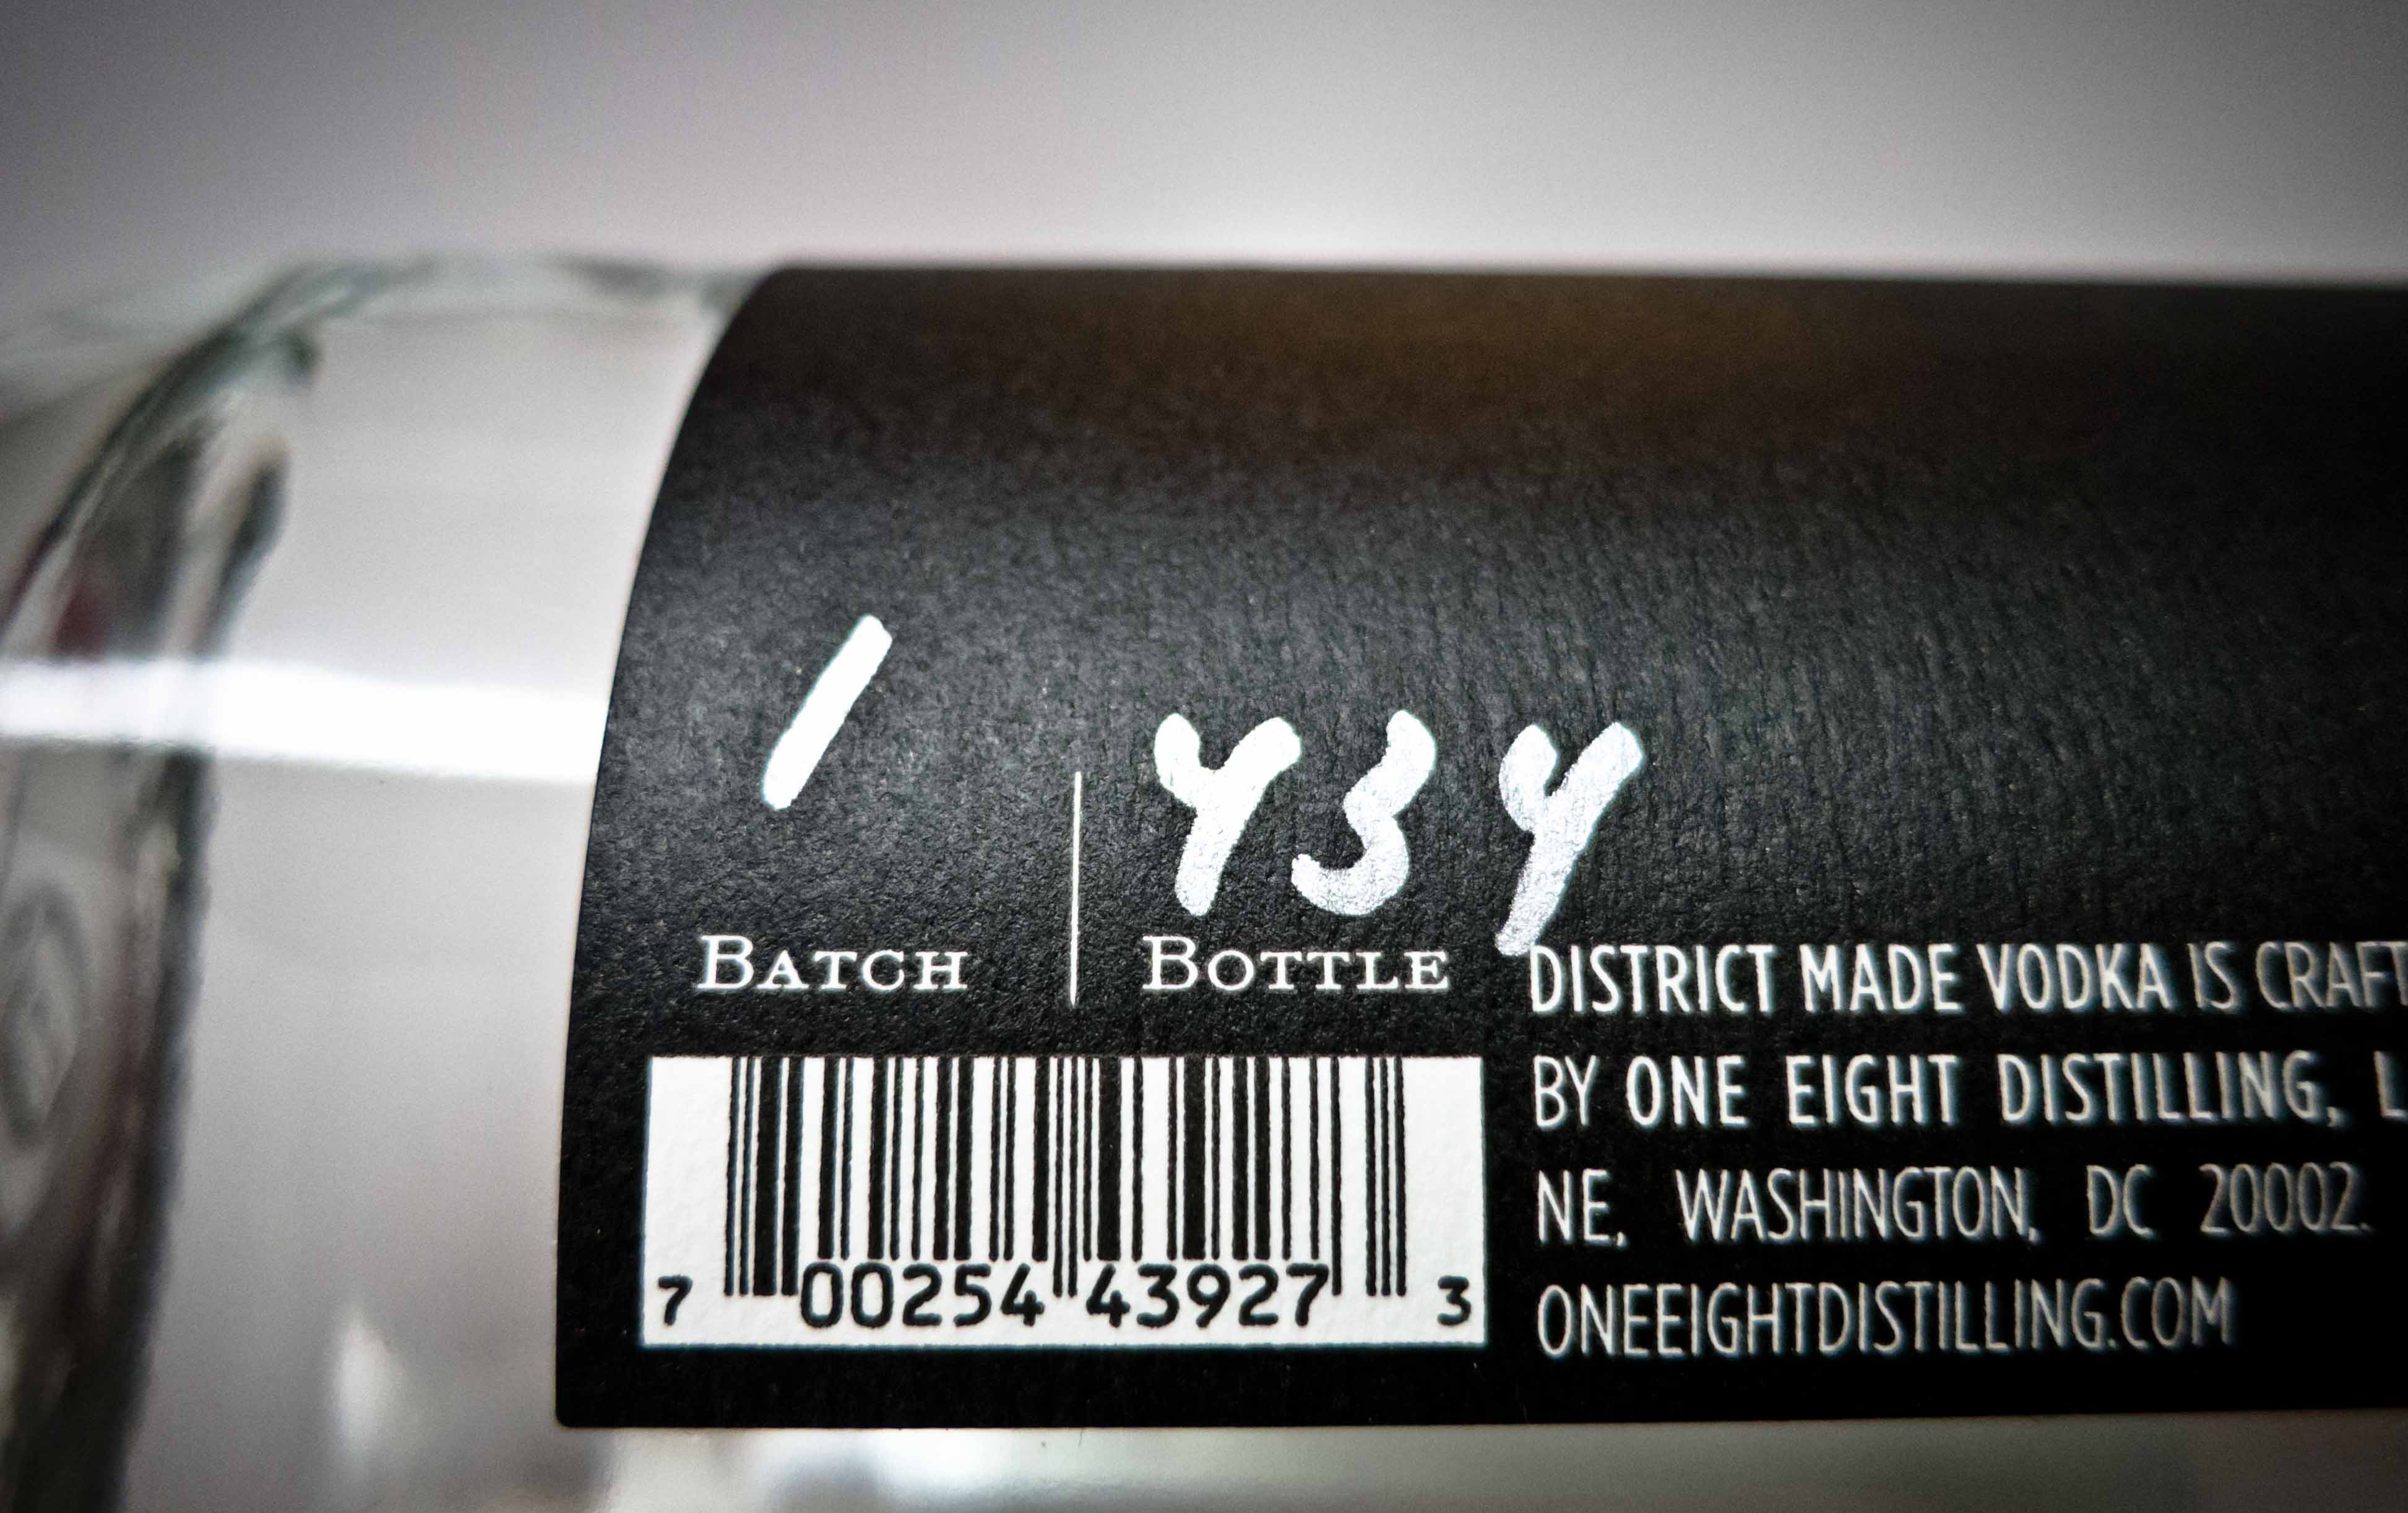 1
434
BATCH
BOTTLE
DISTRICT MADE VODKA IS
BY ONE EIGHT DISTILLING,
NE, WASHINGTON, DC 20002.
ONEEIGHTDISTILLING.COM
7 00254 43927 3